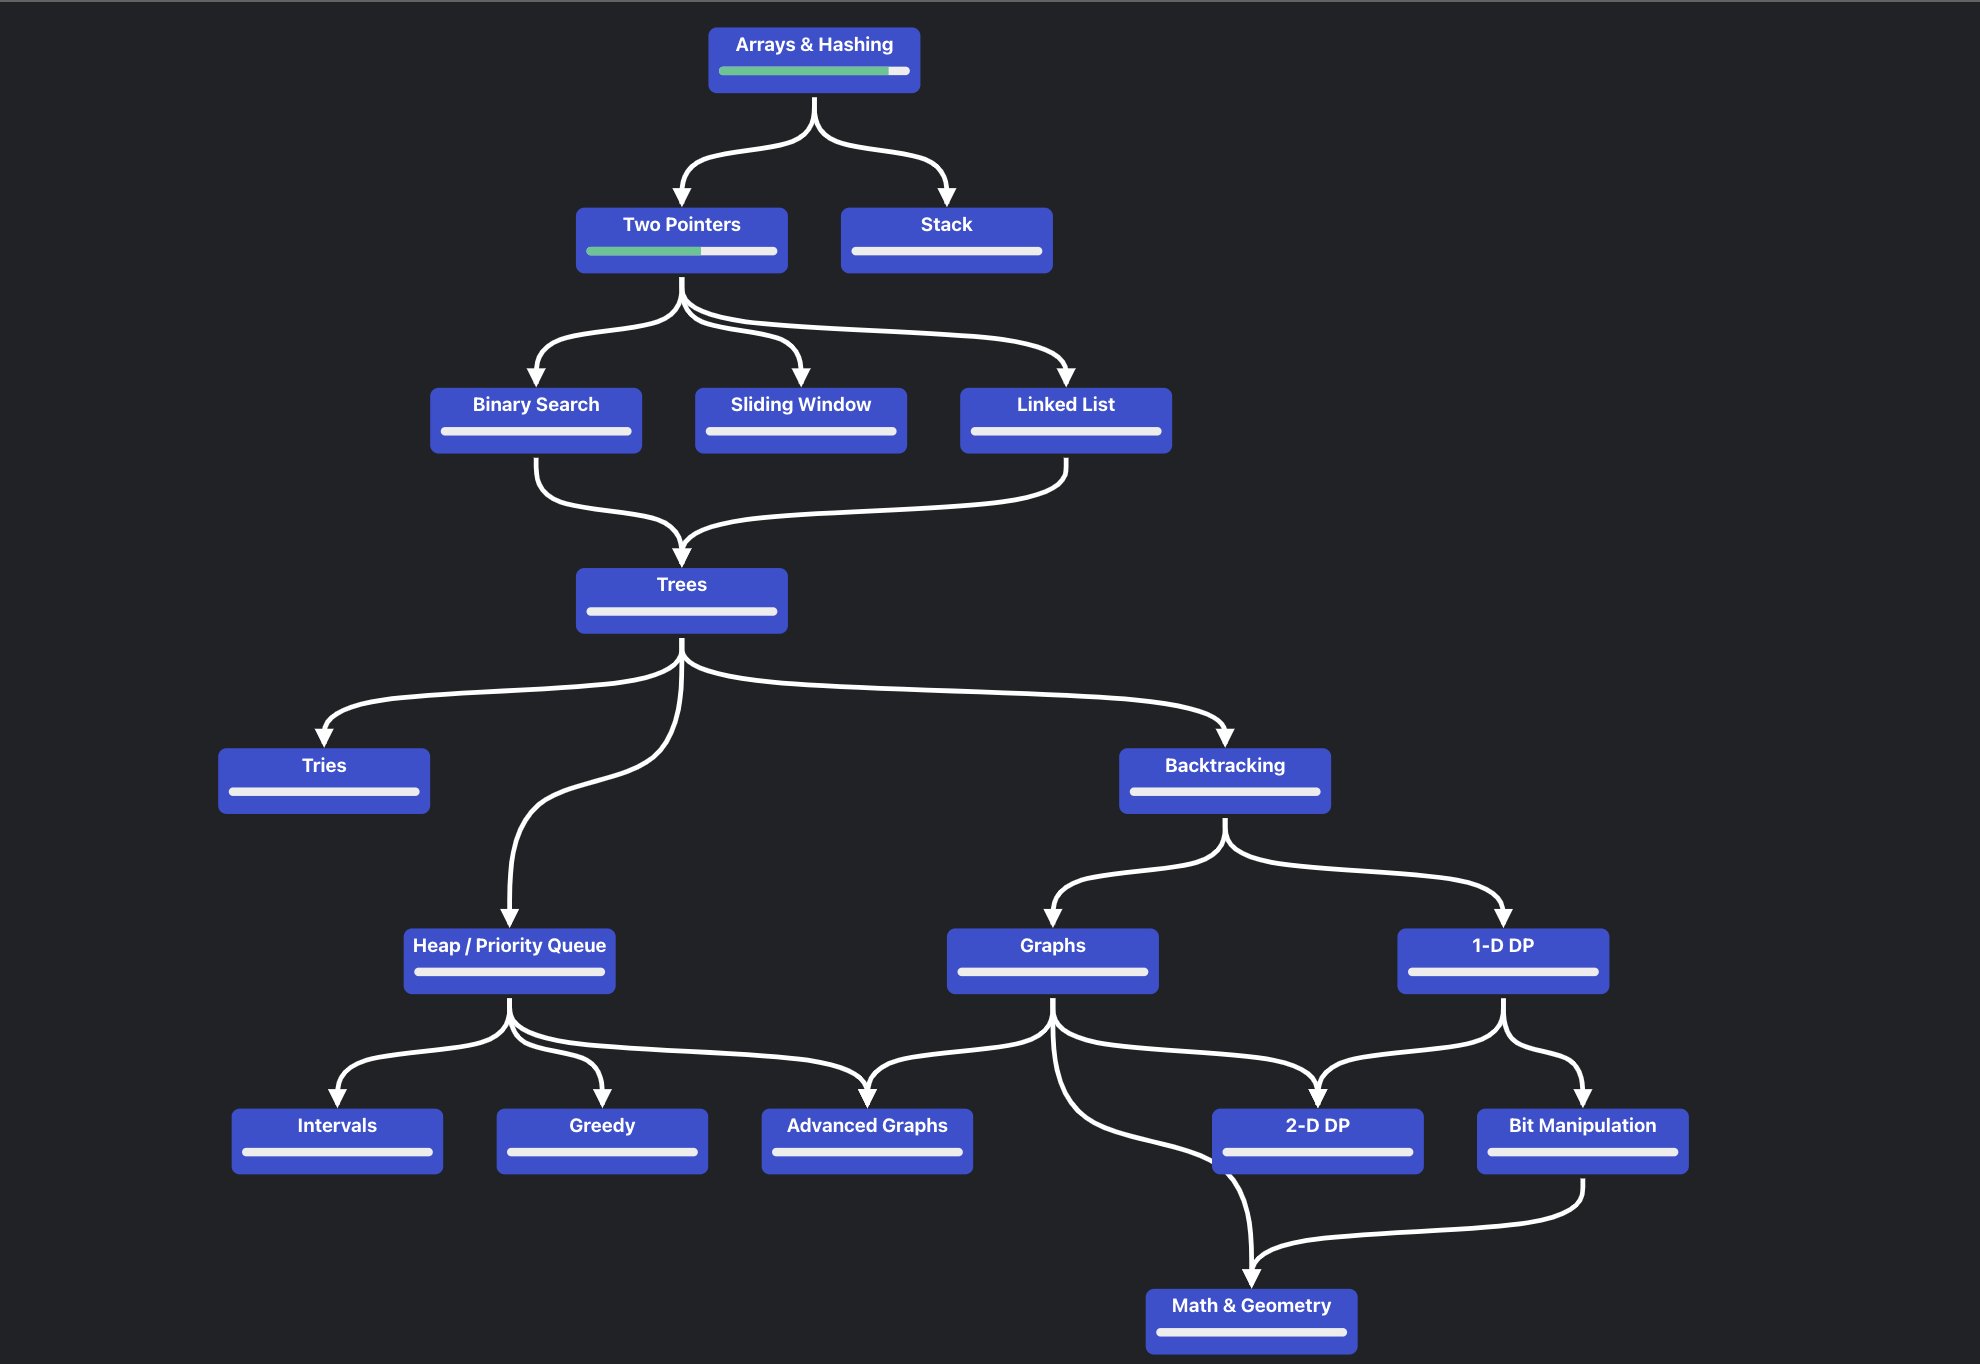 Arrays & Hashing
Two Pointers
Stack
Binary Search
Sliding Window
Linked List
Trees
Tries
Backtracking
Heap / Priority Queue
Graphs
1-D DP
Intervals
Greedy
Advanced Graphs
2-D DP
Bit Manipulation
Math & Geometry